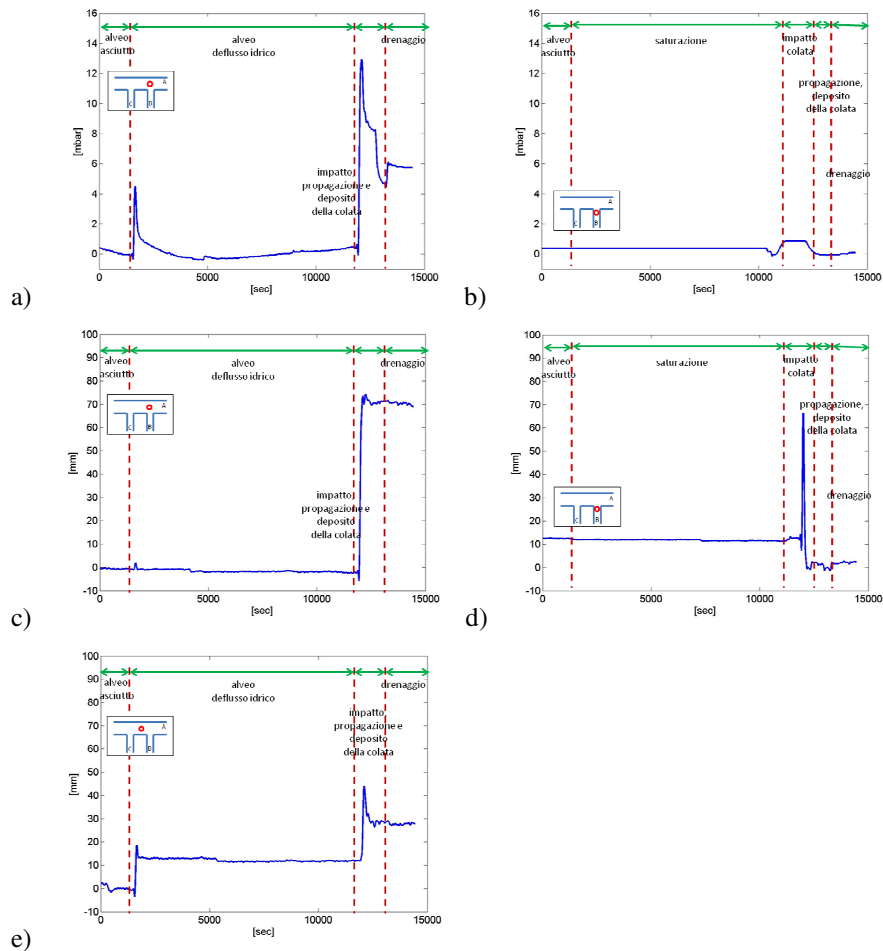 16
14
12
10
8
6
4
2
0
-2
[mbar]
alveo
asciutto
alveo
deflusso idrico
drenaggio
A
C
B
impatto,
propagazione e
deposito
della colata
0
5000
10000
15000
[sec]
a)
16
14
12
10
8
6
4
2
0
-2
[mbar]
alveo
asciutto
saturazione
impatto
colata
propagazione,
deposito
della colata
drenaggio
A
C
B
0
5000
10000
15000
[sec]
b)
100
90
80
70
60
50
40
30
20
10
0
-10
[mm]
alveo
asciutto
alveo
deflusso idrico
drenaggio
A
C
B
impatto,
propagazione e
deposito
della colata
0
5000
10000
15000
[sec]
c)
100
90
80
70
60
50
40
30
20
10
0
-10
[mm]
alveo
asciutto
saturazione
impatto
colata
propagazione,
deposito
della colata
drenaggio
A
C
B
0
5000
10000
15000
[sec]
d)
100
90
80
70
60
50
40
30
20
10
0
-10
[mm]
alveo
asciutto
alveo
deflusso idrico
drenaggio
A
C
B
impatto,
propagazione e
deposito
della colata
0
5000
10000
15000
[sec]
e)